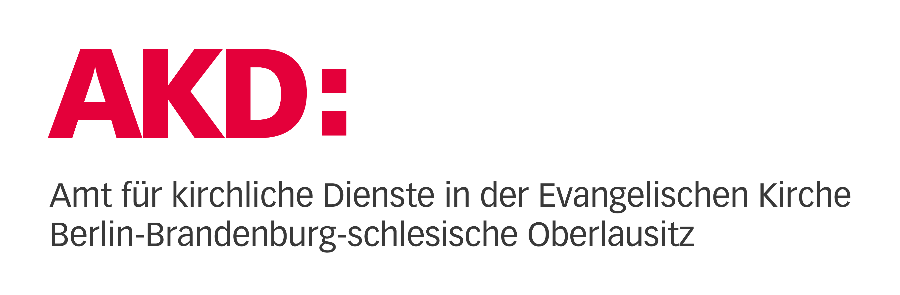 AKD:
Amt für kirchliche Dienste in der Evangelischen Kirche
Berlin-Brandenburg-schlesische Oberlausitz